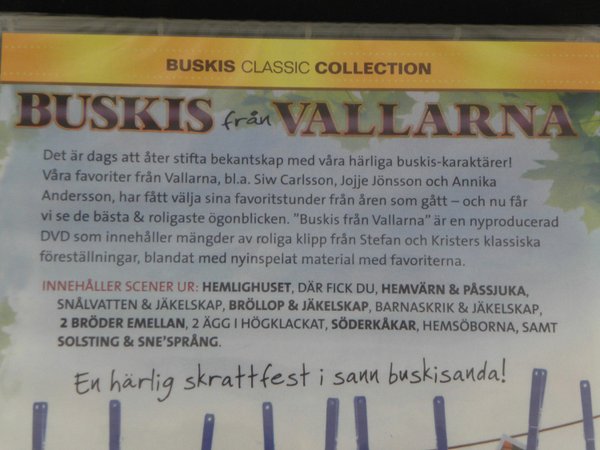 BUSKIS CLASSIC COLLECTION
BUSKIS från VALLARNA
Det är dags att åter stifta bekantskap med våra härliga buskis-karaktärer!
Våra favoriter från Vallarna, bl.a. Siw Carlsson, Jojje Jönsson och Annika
Andersson, har fått välja sina favoritstunder från åren som gått – och nu får
vi se de bästa & roligaste ögonblicken. "Buskis från Vallarna" är en nyproducerad
DVD som innehåller mängder av roliga klipp från Stefan och Kristers klassiska
föreställningar, blandat med nyinspelat material med favoriterna.
INNEHÅLLER SCENER UR: HEMLIGHUSET, DÄR FICK DU, HEMVÄRN & PÅSSJUKA,
SNÅLVATTEN & JÄKELSKAP, BRÖLLOP & JÄKELSKAP, BARNASKRIK & JÄKELSKAP,
2 BRÖDER EMELLAN, 2 ÄGG I HÖGKLACKAT, SÖDERKÅKAR, HEMSÖBORNA, SAMT
SOLSTING & SNE'SPRÅNG.
En härlig skrattfest i sann buskisanda!